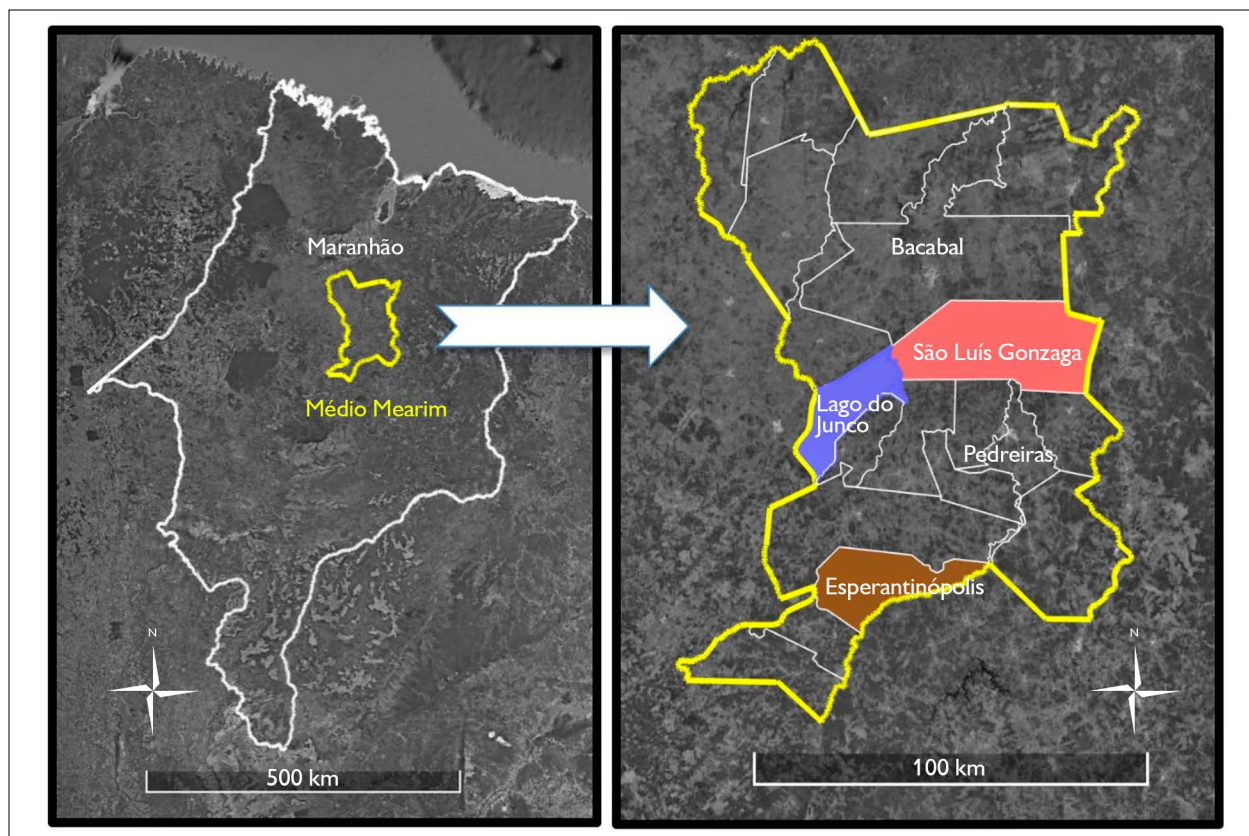 Maranhão
Médio Mearim
N
500 km
Bacabal
São Luís Gonzaga
Lago do
Junco
Pedreiras
Esperantinópolis
N
100 km